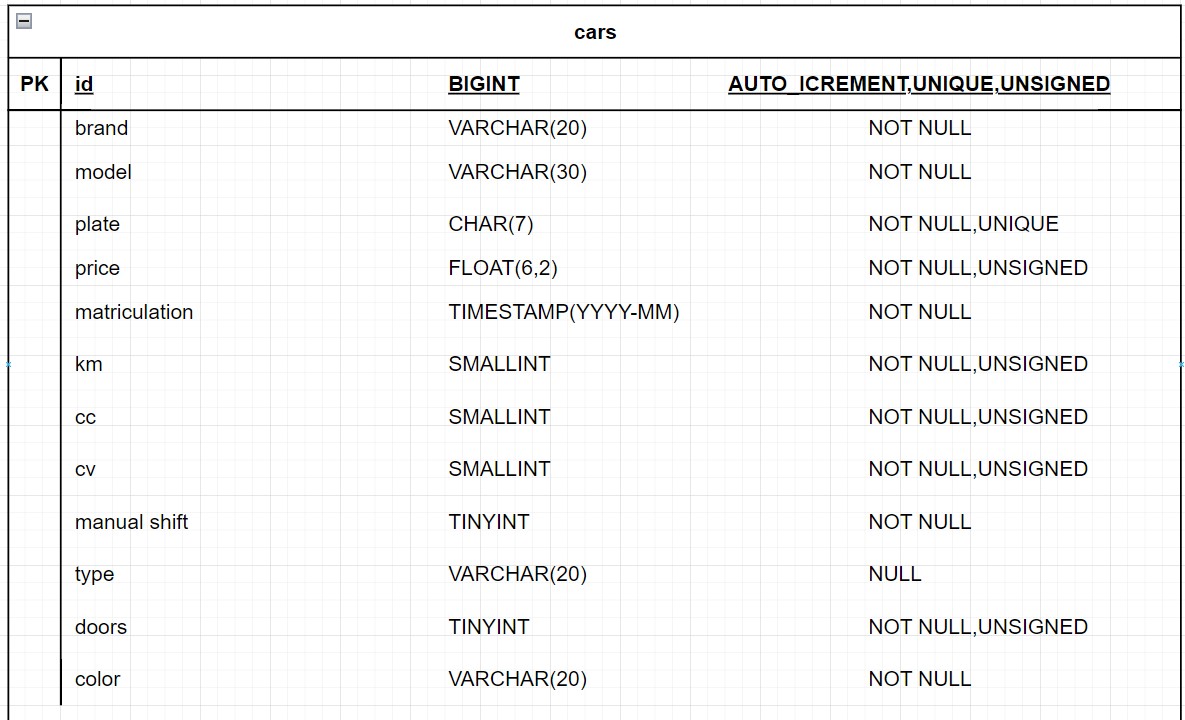 cars
PK id BIGINT AUTO_ICREMENT,UNIQUE,UNSIGNED
brand VARCHAR(20) NOT NULL
model VARCHAR(30) NOT NULL
plate CHAR(7) NOT NULL,UNIQUE
price FLOAT(6,2) NOT NULL,UNSIGNED
matriculation TIMESTAMP(YYYY-MM) NOT NULL
km SMALLINT NOT NULL,UNSIGNED
cc SMALLINT NOT NULL,UNSIGNED
cv SMALLINT NOT NULL,UNSIGNED
manual shift TINYINT NOT NULL
type VARCHAR(20) NULL
doors TINYINT NOT NULL,UNSIGNED
color VARCHAR(20) NOT NULL